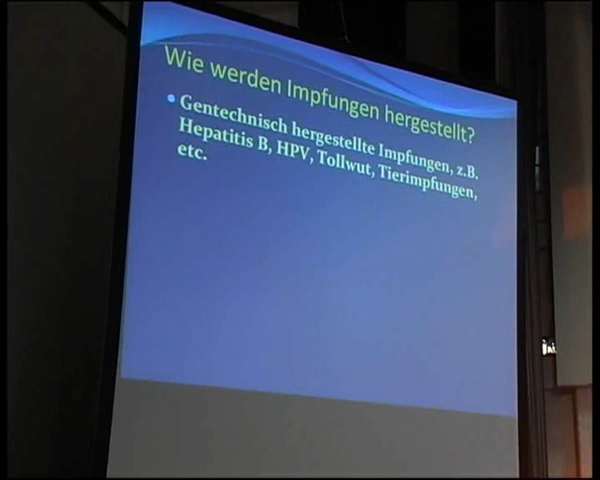 Wie werden Impfungen hergestellt?
Gentechnisch hergestellte Impfungen, z.B.
Hepatitis B, HPV, Tollwut, Tierimpfungen,
etc.